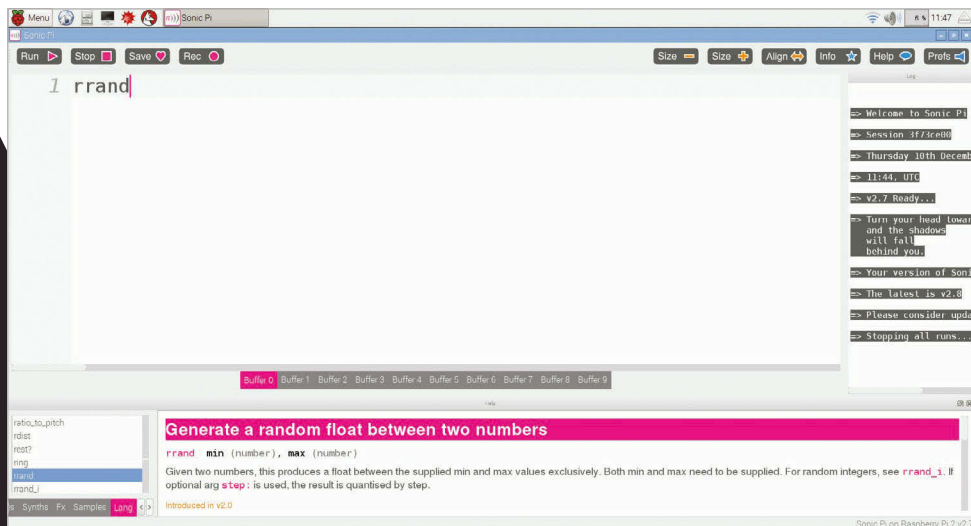 Menu
Sonic Pi
11:47
Sonic Pi
Run
Stop
Save
Rec
Size
Size
Align
Info
Help
Prefs
1 rrand
Log
=> Welcome to Sonic Pi
=> Session 3f73ce00
=> Thursday 10th Decemb
=> 11:44, UTC
=> v2.7 Ready...
=> Turn your head towar
and the shadows
will fall
behind you.
=> Your version of Soni
=> The latest is v2.8
=> Please consider upda
=> Stopping all runs...
Buffer 0 Buffer 1 Buffer 2 Buffer 3 Buffer 4 Buffer 5 Buffer 6 Buffer 7 Buffer 8 Buffer 9
Help
ratio_to_pitch
rdist
rest?
ring
rrand
rrand_i
s Synths Fx Samples Lang
Generate a random float between two numbers
rrand min (number), max (number)
Given two numbers, this produces a float between the supplied min and max values exclusively. Both min and max need to be supplied. For random integers, see rrand_i. If
optional arg step: is used, the result is quantised by step.
Introduced in v2.0
Sonic Pi on Raspberry Pi 2 v2.7